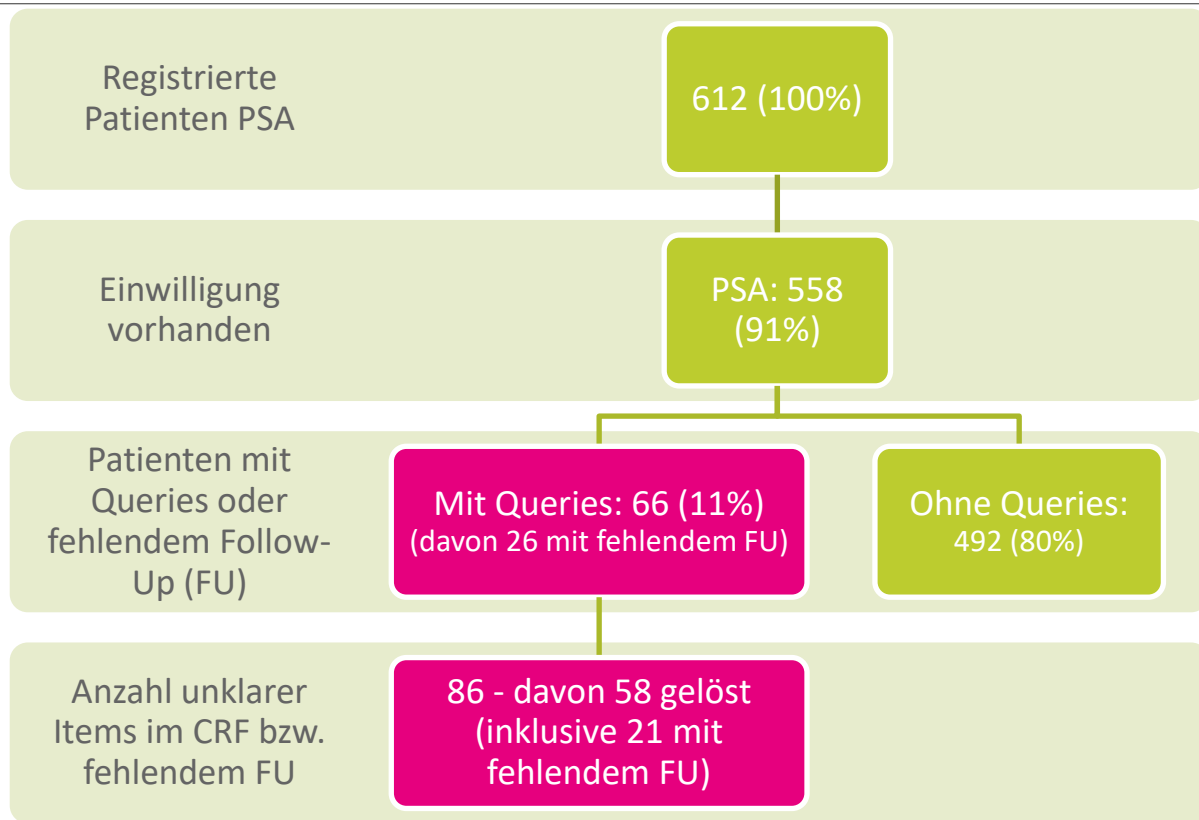 Registrierte
Patienten PSA
612 (100%)
Einwilligung
vorhanden
PSA: 558
(91%)
Patienten mit
Queries oder
fehlendem Follow-
Up (FU)
Mit Queries: 66 (11%)
(davon 26 mit fehlendem FU)
Ohne Queries:
492 (80%)
Anzahl unklarer
Items im CRF bzw.
fehlendem FU
86 - davon 58 gelöst
(inklusive 21 mit
fehlendem FU)